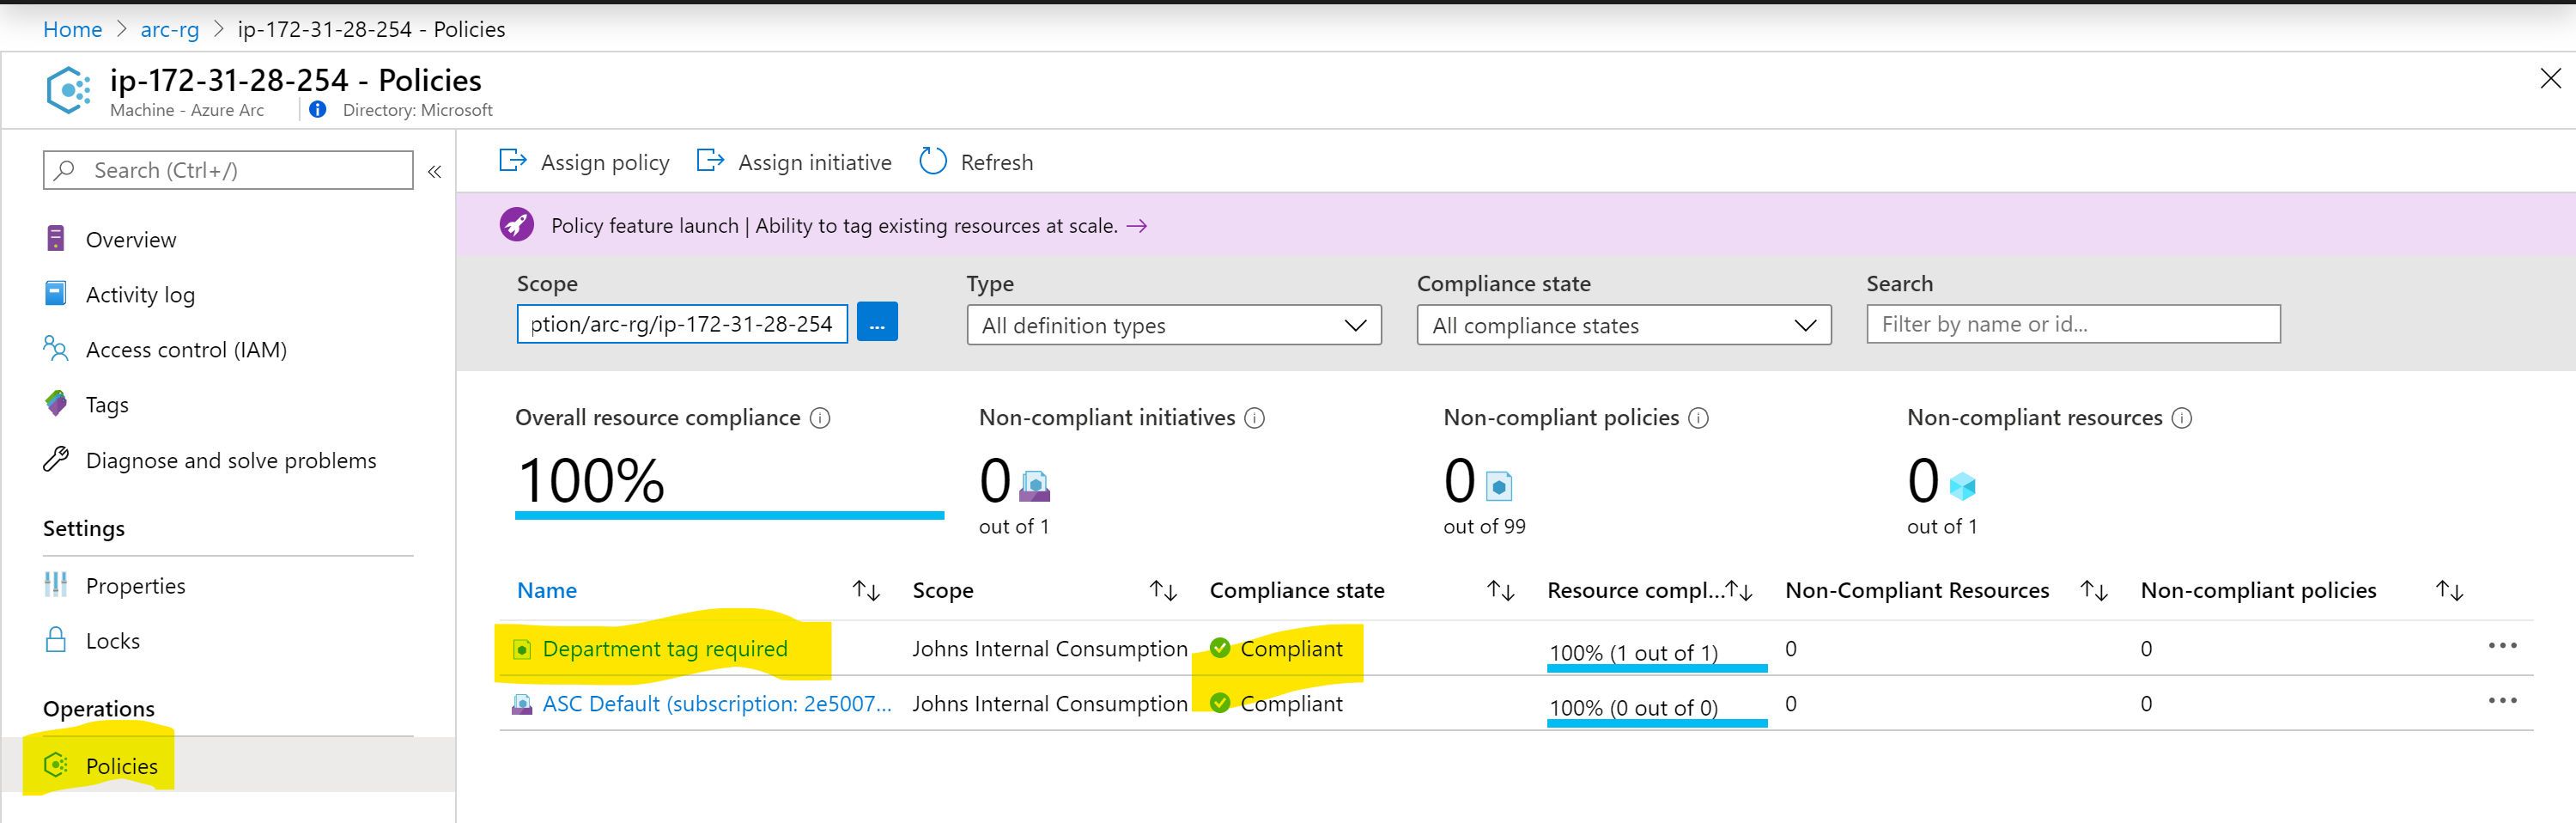 Home > arc-rg > ip-172-31-28-254 - Policies
ip-172-31-28-254 - Policies
Machine - Azure Arc
Directory: Microsoft
Search (Ctrl+/)
«
Overview
Activity log
Access control (IAM)
Tags
Diagnose and solve problems
Settings
Properties
Locks
Operations
Policies
Assign policy
Assign initiative
Refresh
Policy feature launch | Ability to tag existing resources at scale. →
Scope
Type
Compliance state
Search
ption/arc-rg/ip-172-31-28-254
...
All definition types
All compliance states
Filter by name or id...
Overall resource compliance
Non-compliant initiatives
Non-compliant policies
Non-compliant resources
100%
0
0
0
out of 1
out of 99
out of 1
Name
Scope
Compliance state
Resource compl...
Non-Compliant Resources
Non-compliant policies
Department tag required
Johns Internal Consumption
Compliant
100% (1 out of 1)
0
0
ASC Default (subscription: 2e5007...
Johns Internal Consumption
Compliant
100% (0 out of 0)
0
0